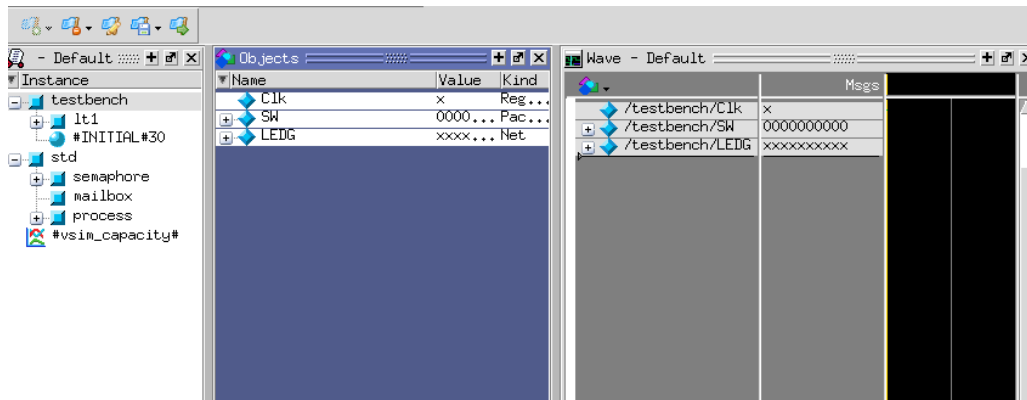 - Default
Instance
testbench
lt1
#INITIAL#30
std
semaphore
mailbox
process
#vsim_capacity#
Objects
Name Value Kind
Clk x Reg...
SW 0000... Pac...
LEDG xxxx... Net
Wave - Default
Msgs
/testbench/Clk x
/testbench/SW 0000000000
/testbench/LEDG xxxxxxxxxx